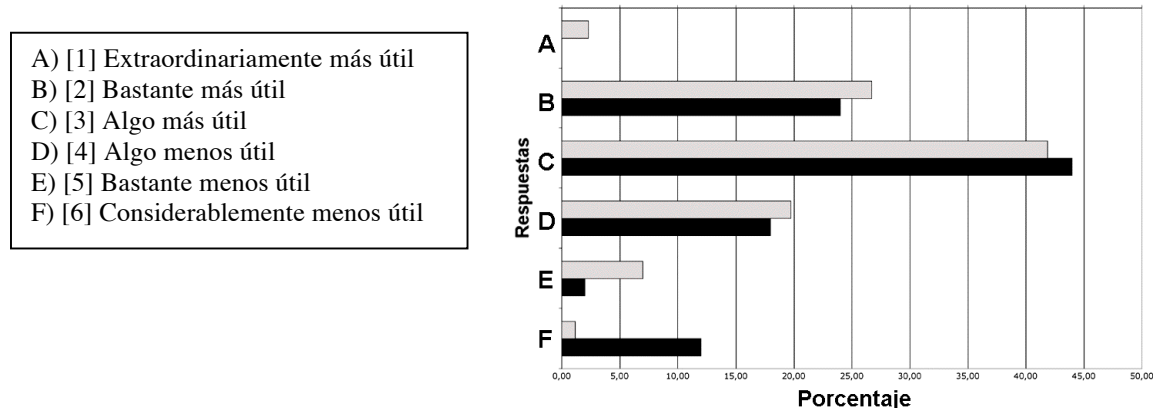 A) [1] Extraordinariamente más útil
B) [2] Bastante más útil
C) [3] Algo más útil
D) [4] Algo menos útil
E) [5] Bastante menos útil
F) [6] Considerablemente menos útil
Respuestas
A
B
C
D
E
F
0,00 5,00 10,00 15,00 20,00 25,00 30,00 35,00 40,00 45,00 50,00
Porcentaje